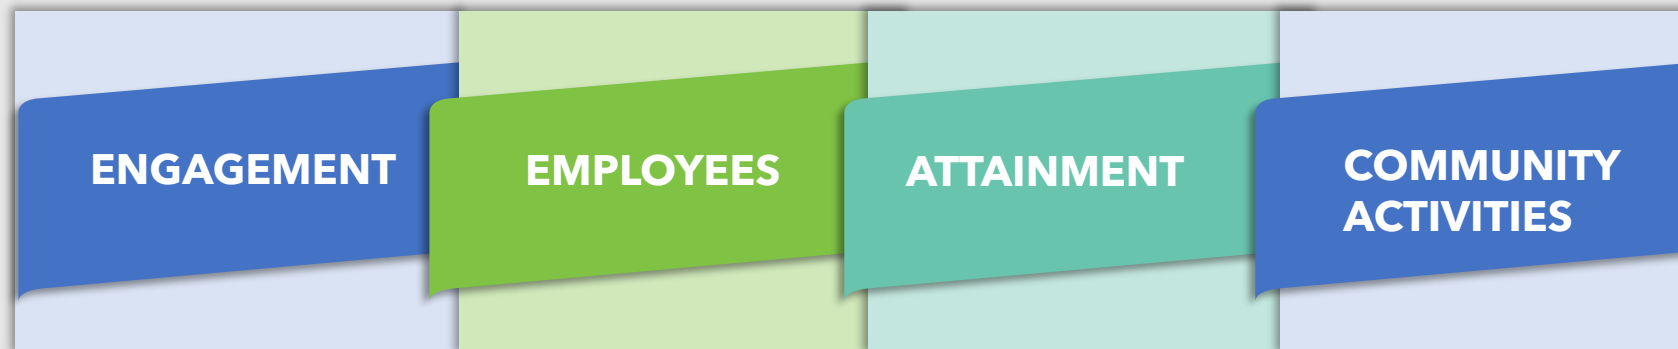 ENGAGEMENT
EMPLOYEES
ATTAINMENT
COMMUNITY
ACTIVITIES